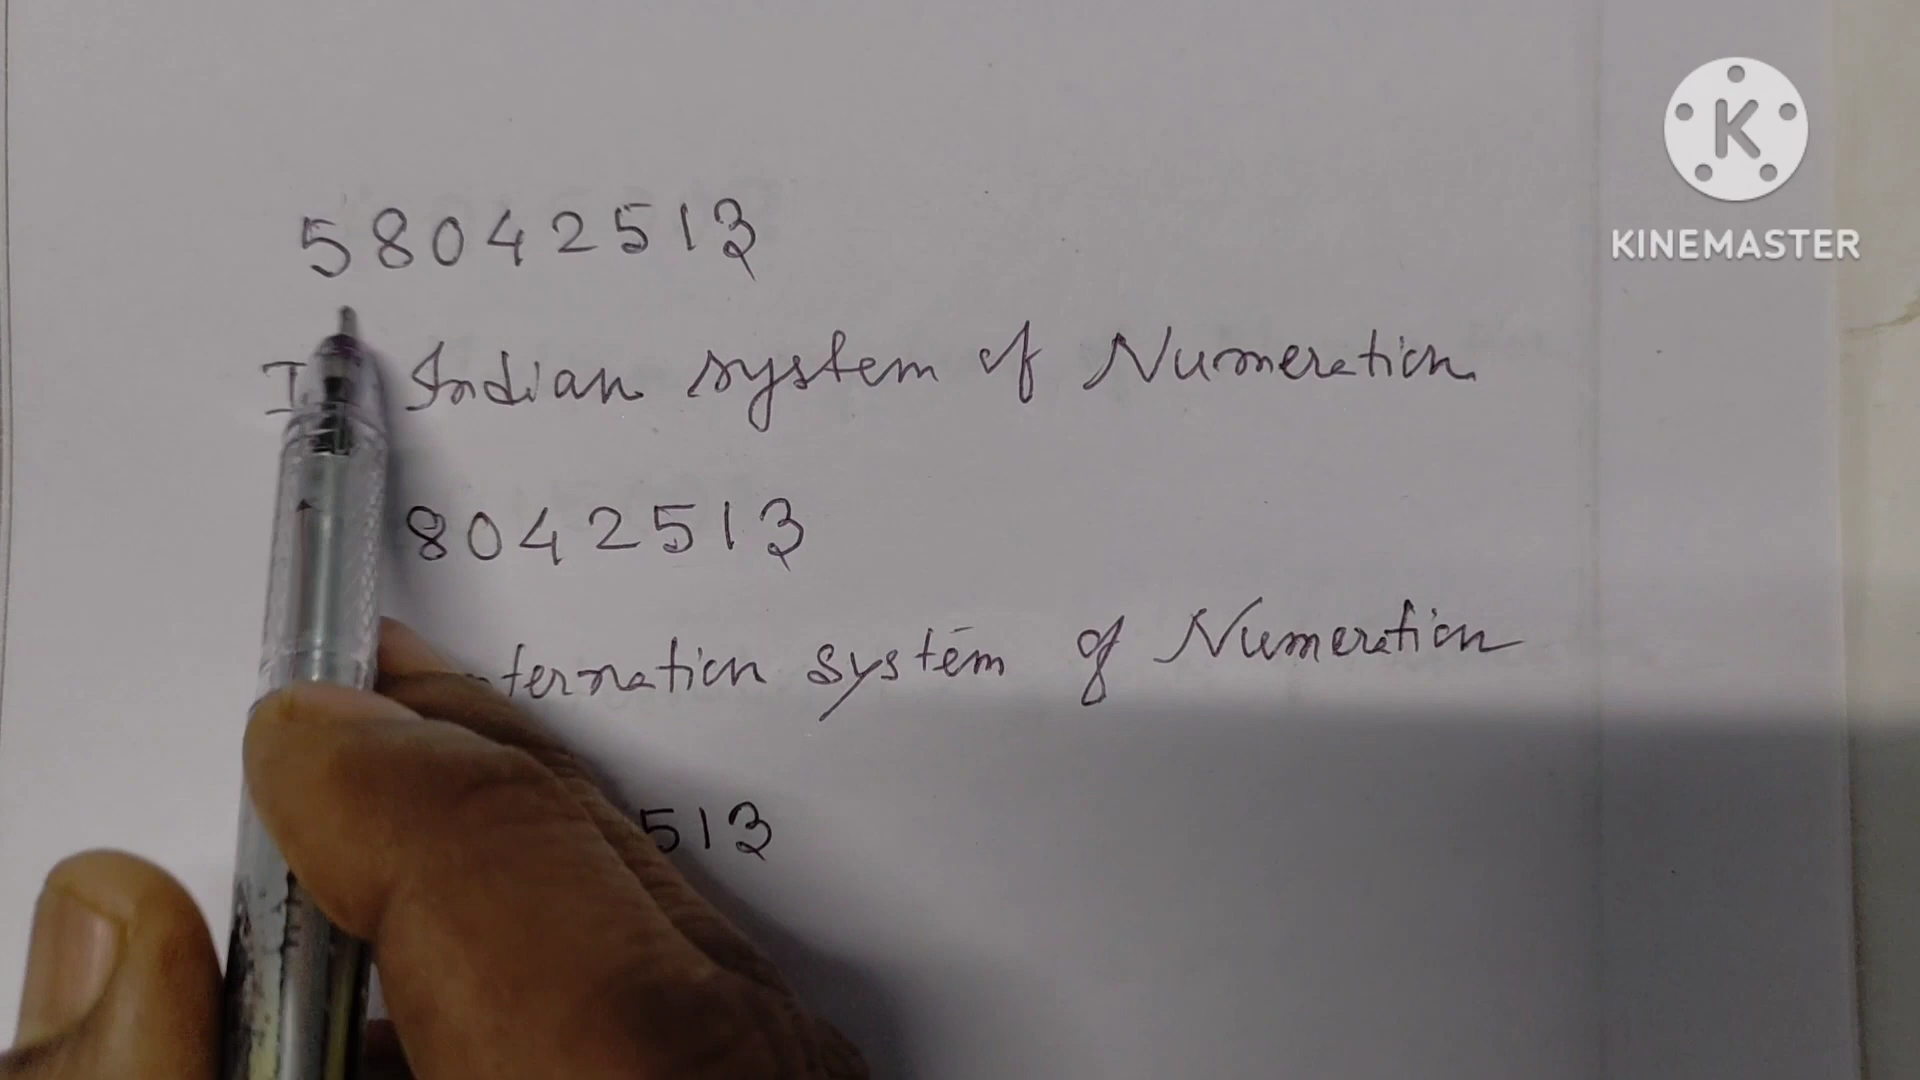 58042513
Indian system of Numeration
8042513
system of Numeration
513
K
KINEMASTER